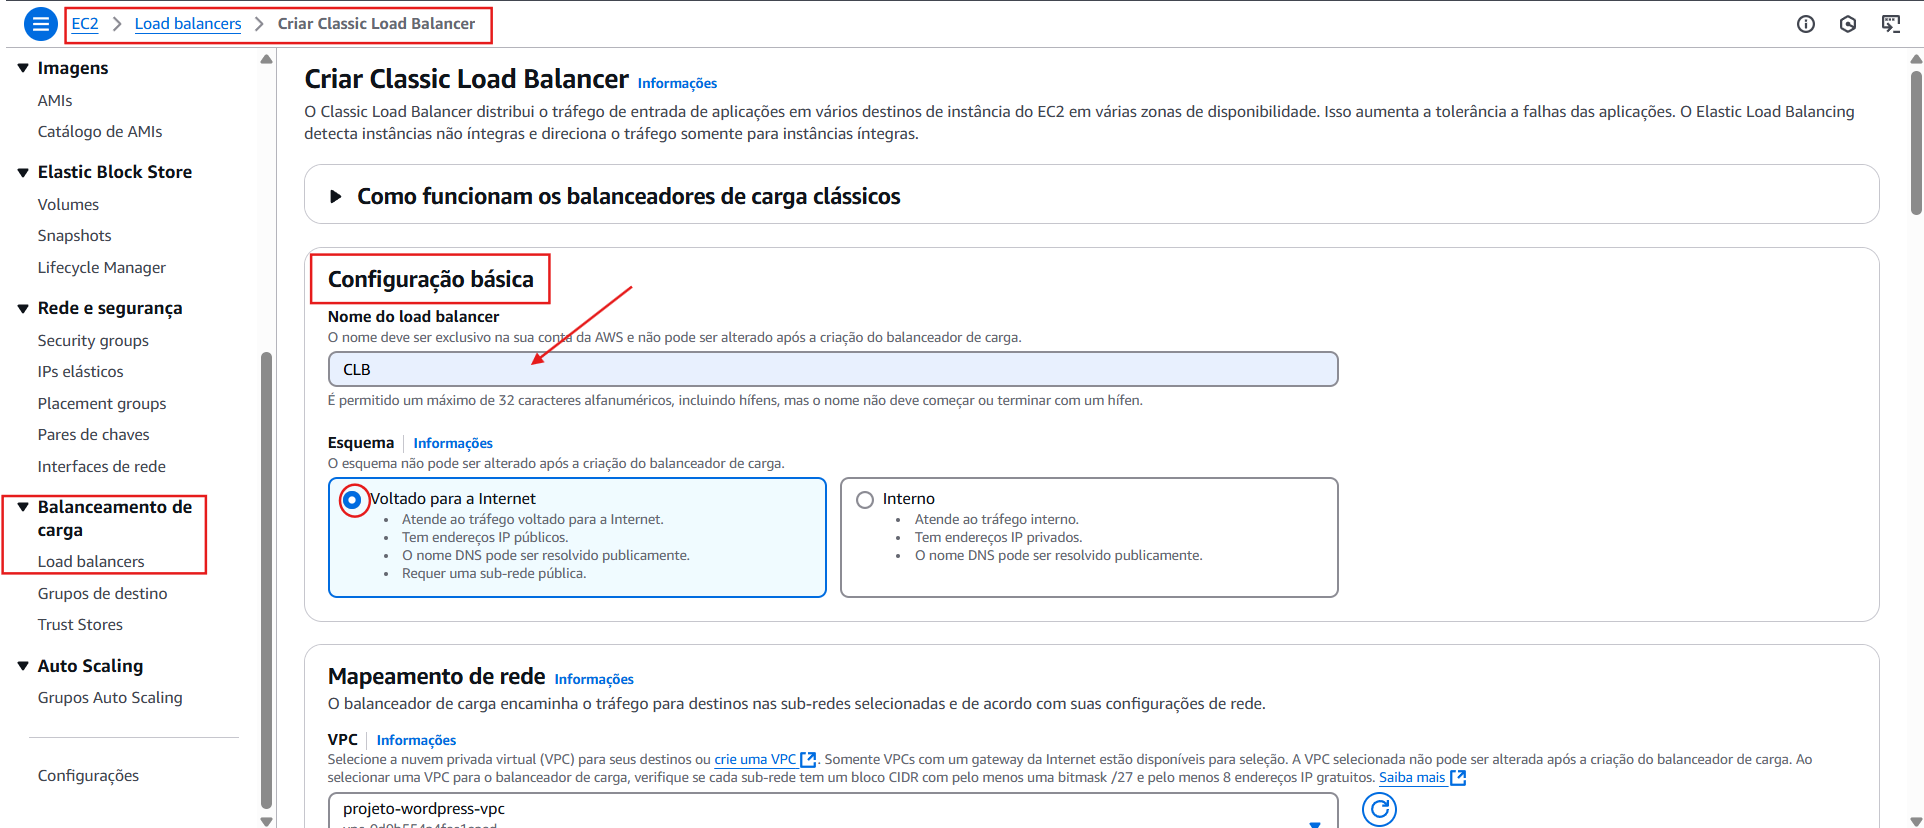 EC2 > Load balancers > Criar Classic Load Balancer
Imagens
AMIs
Catálogo de AMIs
Elastic Block Store
Volumes
Snapshots
Lifecycle Manager
Rede e segurança
Security groups
IPs elásticos
Placement groups
Pares de chaves
Interfaces de rede
Balanceamento de
carga
Load balancers
Grupos de destino
Trust Stores
Auto Scaling
Grupos Auto Scaling
Configurações
Criar Classic Load Balancer Informações
O Classic Load Balancer distribui o tráfego de entrada de aplicações em vários destinos de instância do EC2 em várias zonas de disponibilidade. Isso aumenta a tolerância a falhas das aplicações. O Elastic Load Balancing
detecta instâncias não íntegras e direciona o tráfego somente para instâncias íntegras.
Como funcionam os balanceadores de carga clássicos
Configuração básica
Nome do load balancer
O nome deve ser exclusivo na sua conta da AWS e não pode ser alterado após a criação do balanceador de carga.
CLB
É permitido um máximo de 32 caracteres alfanuméricos, incluindo hífens, mas o nome não deve começar ou terminar com um hífen.
Esquema Informações
O esquema não pode ser alterado após a criação do balanceador de carga.
Voltado para a Internet
• Atende ao tráfego voltado para a Internet.
• Tem endereços IP públicos.
• O nome DNS pode ser resolvido publicamente.
• Requer uma sub-rede pública.
Interno
• Atende ao tráfego interno.
• Tem endereços IP privados.
• O nome DNS pode ser resolvido publicamente.
Mapeamento de rede Informações
O balanceador de carga encaminha o tráfego para destinos nas sub-redes selecionadas e de acordo com suas configurações de rede.
VPC Informações
Selecione a nuvem privada virtual (VPC) para seus destinos ou crie uma VPC. Somente VPCs com um gateway da Internet estão disponíveis para seleção. A VPC selecionada não pode ser alterada após a criação do balanceador de carga. Ao
selecionar uma VPC para o balanceador de carga, verifique se cada sub-rede tem um bloco CIDR com pelo menos uma bitmask /27 e pelo menos 8 endereços IP gratuitos. Saiba mais
projeto-wordpress-vpc